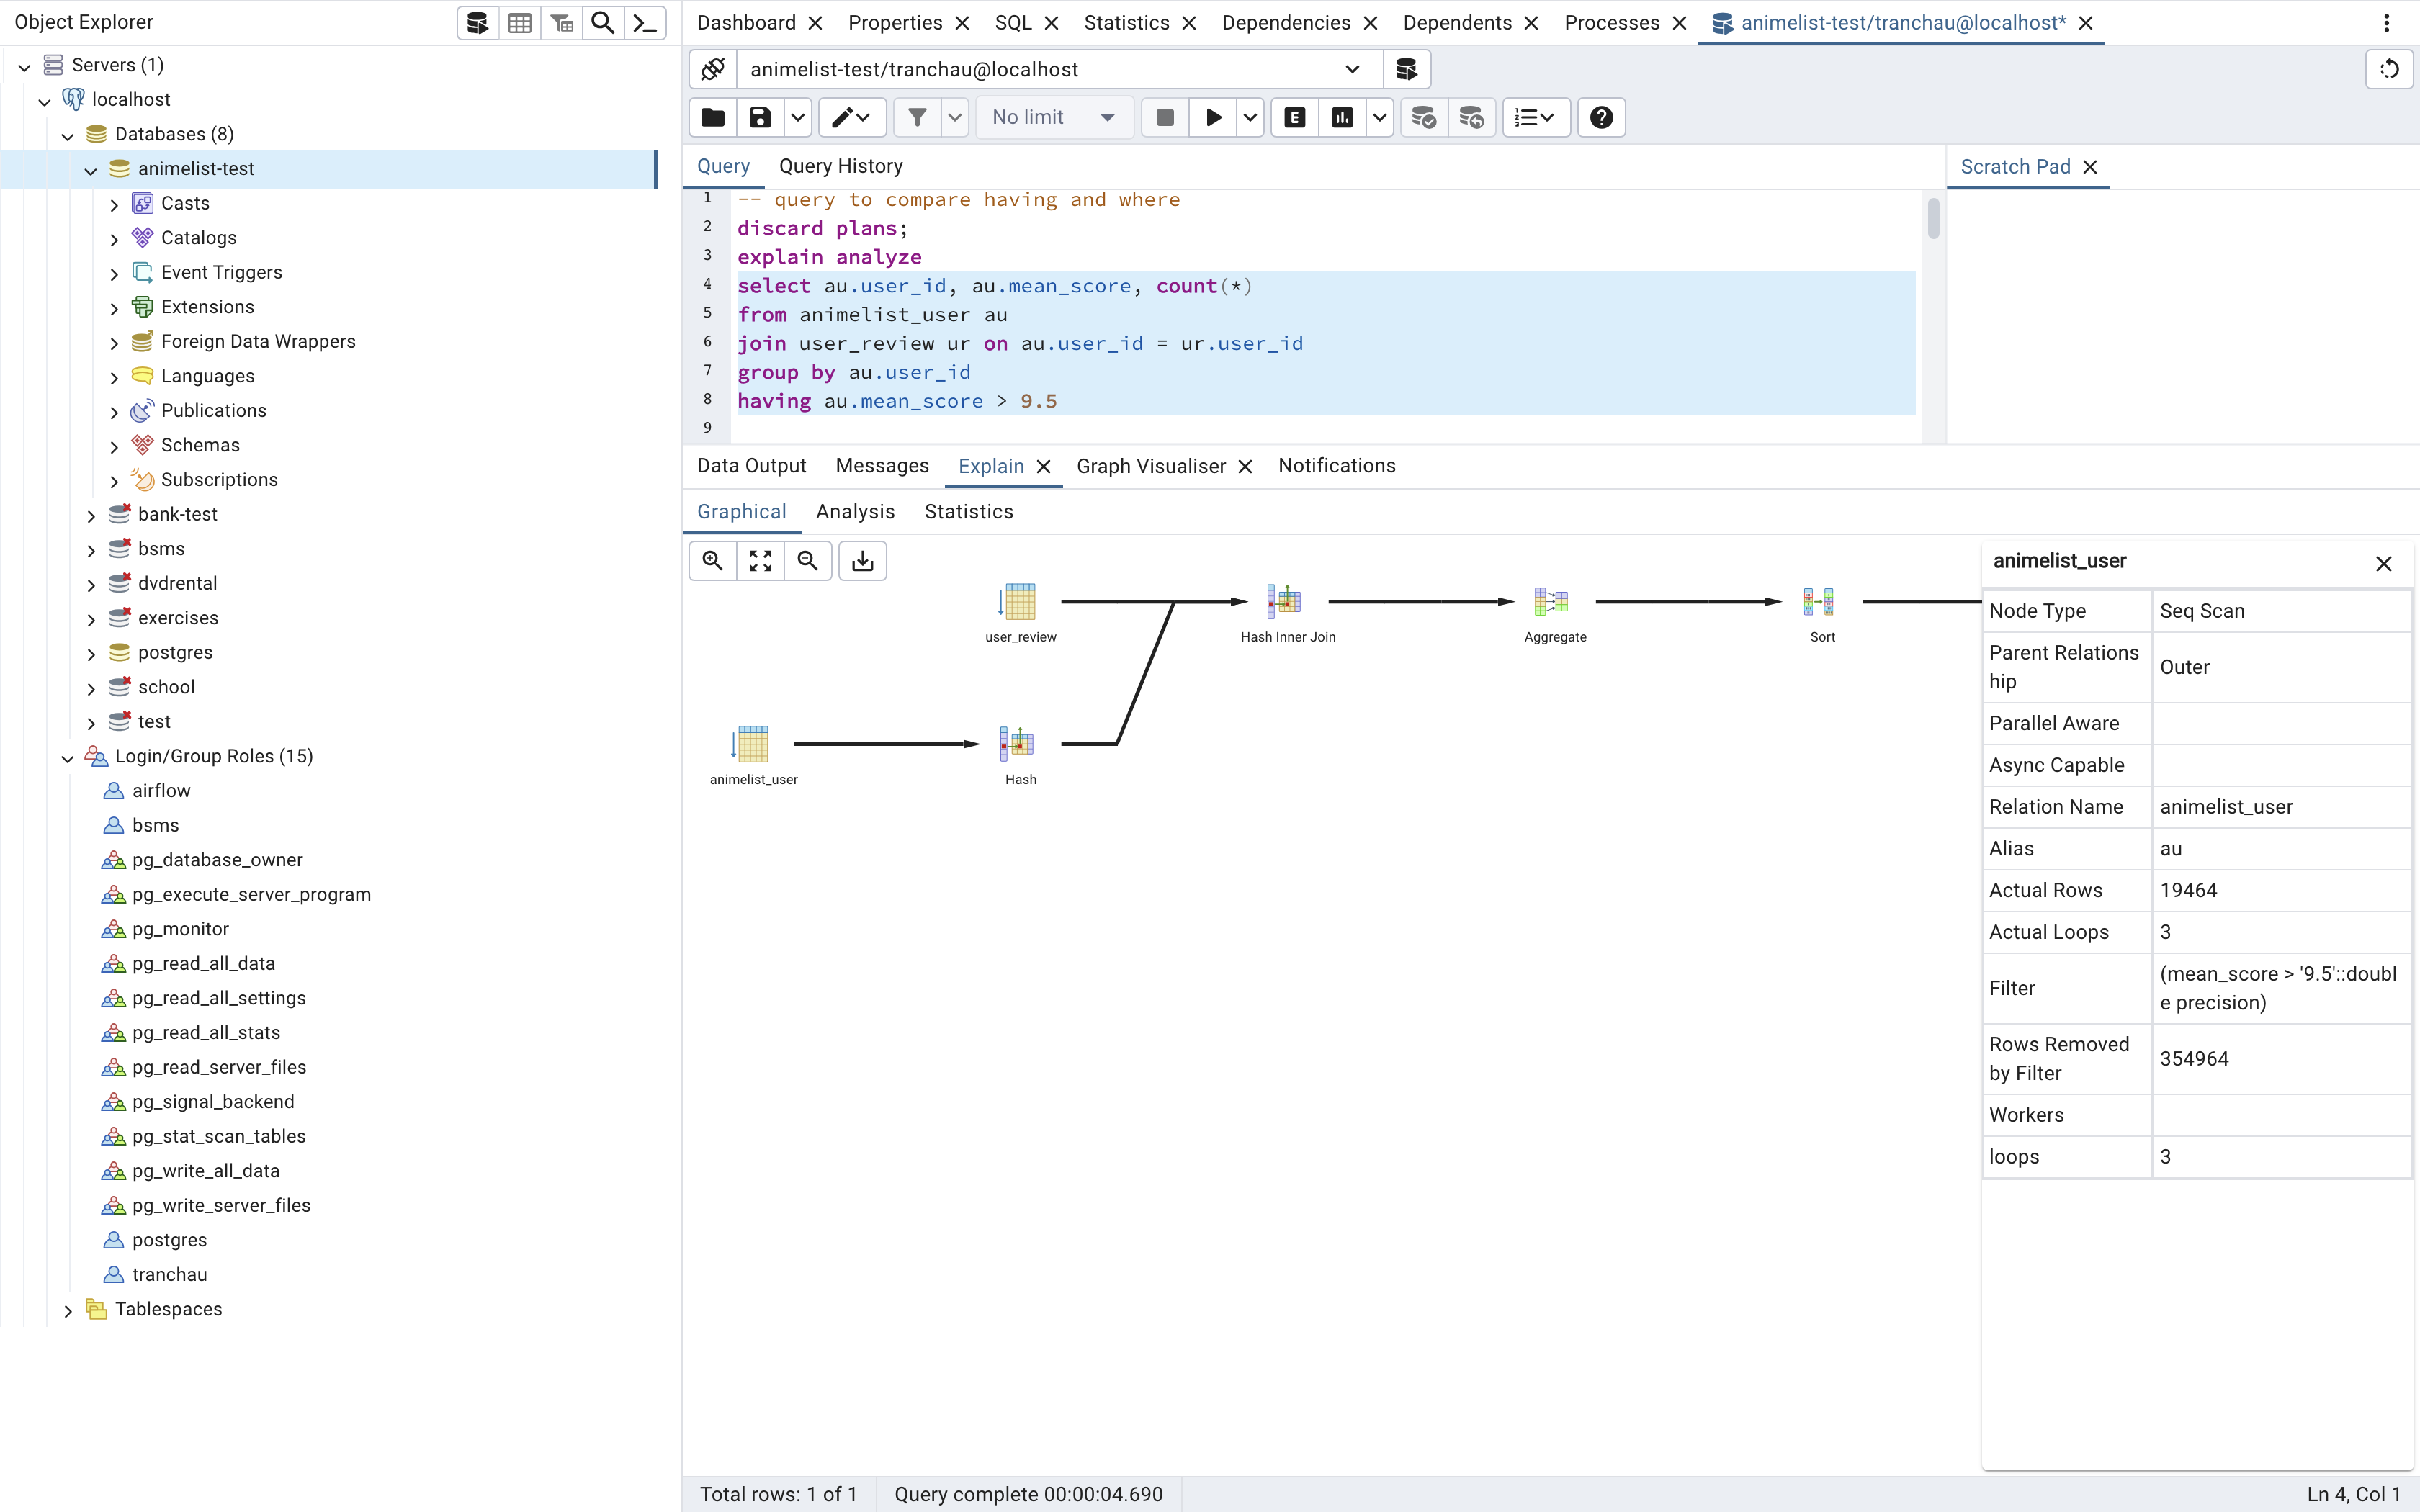 Object Explorer
Servers (1)
localhost
Databases (8)
animelist-test
Casts
Catalogs
Event Triggers
Extensions
Foreign Data Wrappers
Languages
Publications
Schemas
Subscriptions
bank-test
bsms
dvdrental
exercises
postgres
school
test
Login/Group Roles (15)
airflow
bsms
pg_database_owner
pg_execute_server_program
pg_monitor
pg_read_all_data
pg_read_all_settings
pg_read_all_stats
pg_read_server_files
pg_signal_backend
pg_stat_scan_tables
pg_write_all_data
pg_write_server_files
postgres
tranchau
Tablespaces
Dashboard Properties SQL Statistics Dependencies Dependents Processes animelist-test/tranchau@localhost*
animelist-test/tranchau@localhost
No limit
E
Query Query History
Scratch Pad
1 -- query to compare having and where
2 discard plans;
3 explain analyze
4 select au.user_id, au.mean_score, count(*)
5 from animelist_user au
6 join user_review ur on au.user_id = ur.user_id
7 group by au.user_id
8 having au.mean_score > 9.5
9
Data Output Messages Explain Graph Visualiser Notifications
Graphical Analysis Statistics
user_review
Hash Inner Join
Aggregate
Sort
animelist_user
Hash
animelist_user
Node Type Seq Scan
Parent Relations
hip
Outer
Parallel Aware
Async Capable
Relation Name animelist_user
Alias au
Actual Rows 19464
Actual Loops 3
Filter
(mean_score > '9.5'::doubl
e precision)
Rows Removed
by Filter
354964
Workers
loops 3
Total rows: 1 of 1 Query complete 00:00:04.690 Ln 4, Col 1